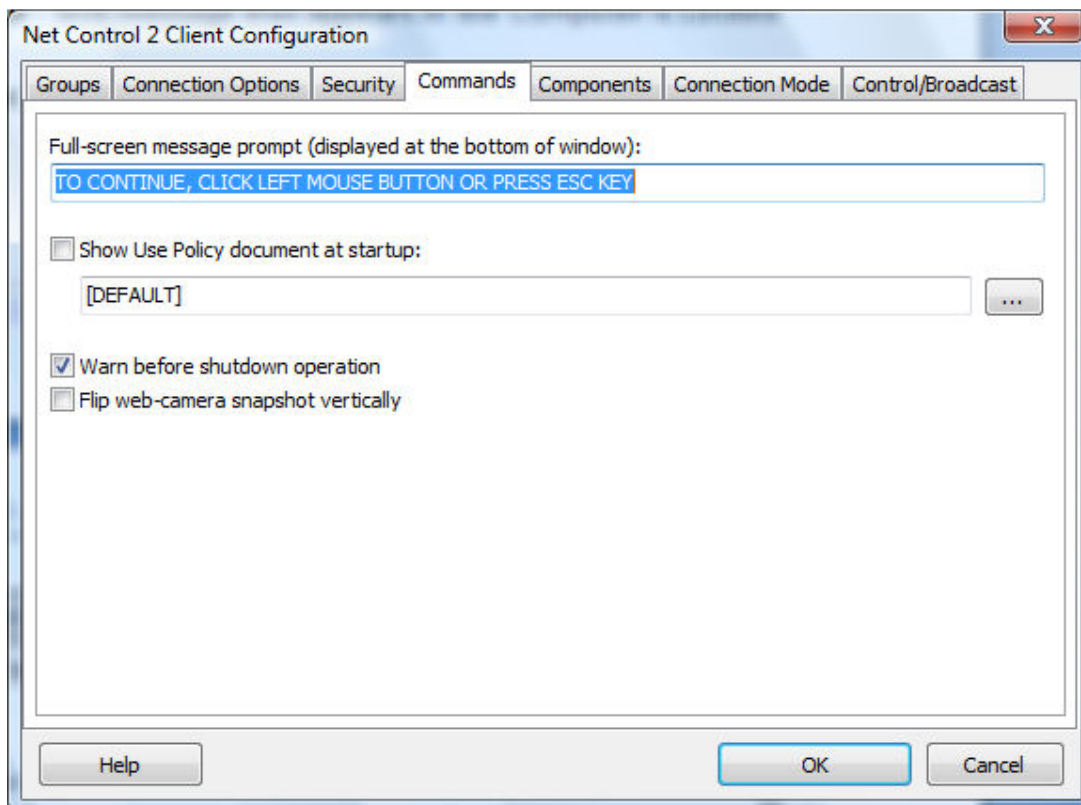 Net Control 2 Client Configuration
X
Groups Connection Options Security Commands Components Connection Mode Control/Broadcast
Full-screen message prompt (displayed at the bottom of window):
TO CONTINUE, CLICK LEFT MOUSE BUTTON OR PRESS ESC KEY
Show Use Policy document at startup:
[DEFAULT] ...
Warn before shutdown operation
Flip web-camera snapshot vertically
Help OK Cancel